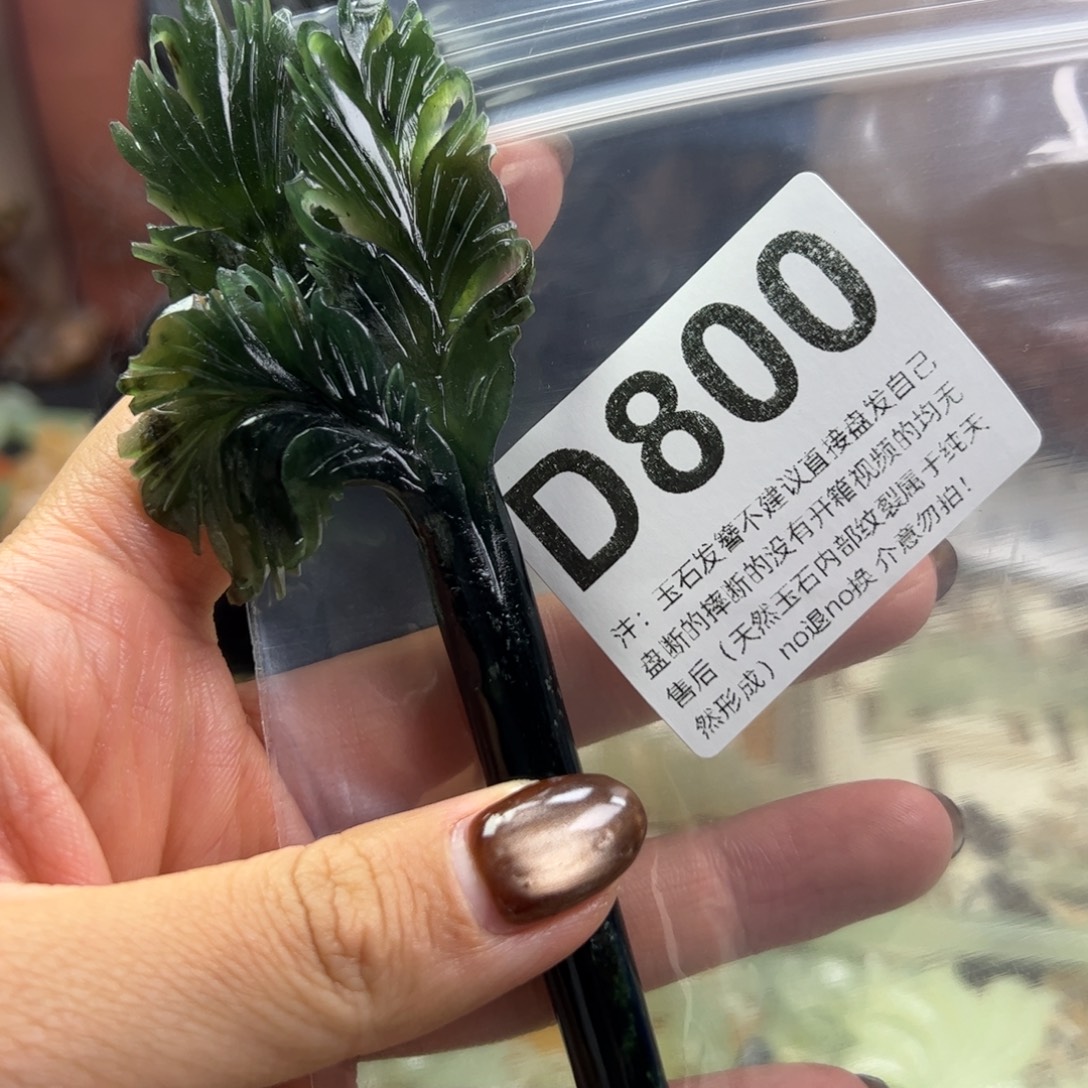 D800
注：玉石发簪不建议直接盘发自己
盘断的摔断的没有开箱视频的均无
售后（天然玉石内部纹裂属于纯天
然形成）no退no换 介意勿拍！